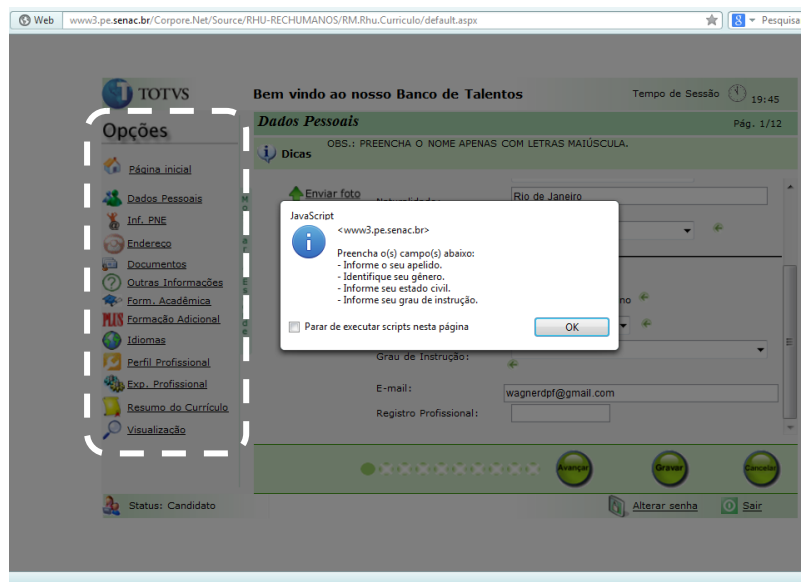 Web www3.pe.senac.br/Corpore.Net/Source/RHU-RECHUMANOS/RM.Rhu.Curriculo/default.aspx 8 Pesquisa
TOTVS Bem vindo ao nosso Banco de Talentos Tempo de Sessão 19:45
Opções
Dados Pessoais Pág. 1/12
OBS.: PREENCHA O NOME APENAS COM LETRAS MAIÚSCULA.
Dicas
Página inicial
Dados Pessoais
Inf. PNE
Endereço
Documentos
Outras Informações
Form. Acadêmica
MIS Formação Adicional
Idiomas
Perfil Profissional
Exp. Profissional
Resumo do Currículo
Visualização
Enviar foto
Rio de Janeiro
JavaScript
<www3.pe.senac.br>
Preencha o(s) campo(s) abaixo:
- Informe o seu apelido.
- Identifique seu gênero.
- Informe seu estado civil.
- Informe seu grau de instrução.
Parar de executar scripts nesta página OK
no
Grau de Instrução:
E-mail: wagnerdpf@gmail.com
Registro Profissional:
Avançar Gravar Cancelar
Status: Candidato Alterar senha Sair